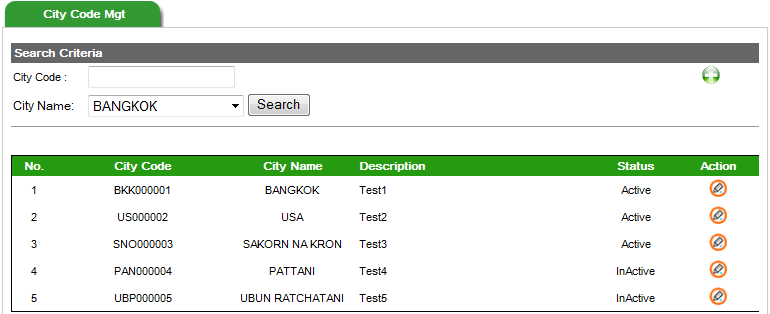 City Code Mgt
Search Criteria
City Code :
City Name: BANGKOK Search
No. City Code City Name Description Status Action
1 BKK000001 BANGKOK Test1 Active
2 US000002 USA Test2 Active
3 SNO000003 SAKORN NA KRON Test3 Active
4 PAN000004 PATTANI Test4 InActive
5 UBP000005 UBUN RATCHATANI Test5 InActive